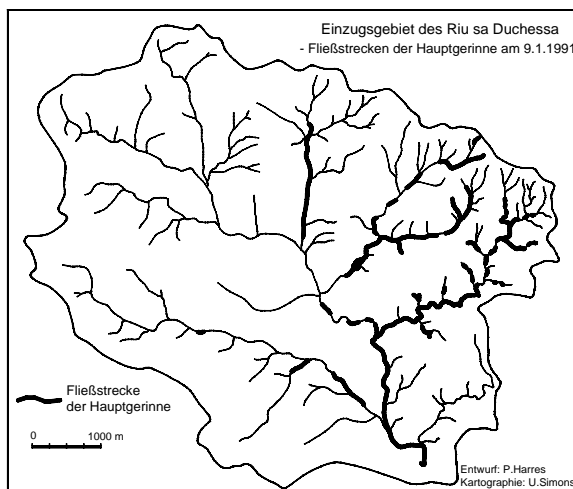 Einzugsgebiet des Riu sa Duchessa
- Fließstrecken der Hauptgerinne am 9.1.1991
Fließstrecke
der Hauptgerinne
0 1000 m
Entwurf: P.Harres
Kartographie: U.Simons